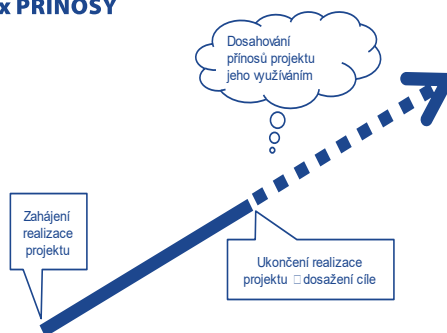 x PŘÍNOSY
Dosahování
přínosů projektu
jeho využíváním
Zahájení
realizace
projektu
Ukončení realizace
projektu □ dosažení cíle